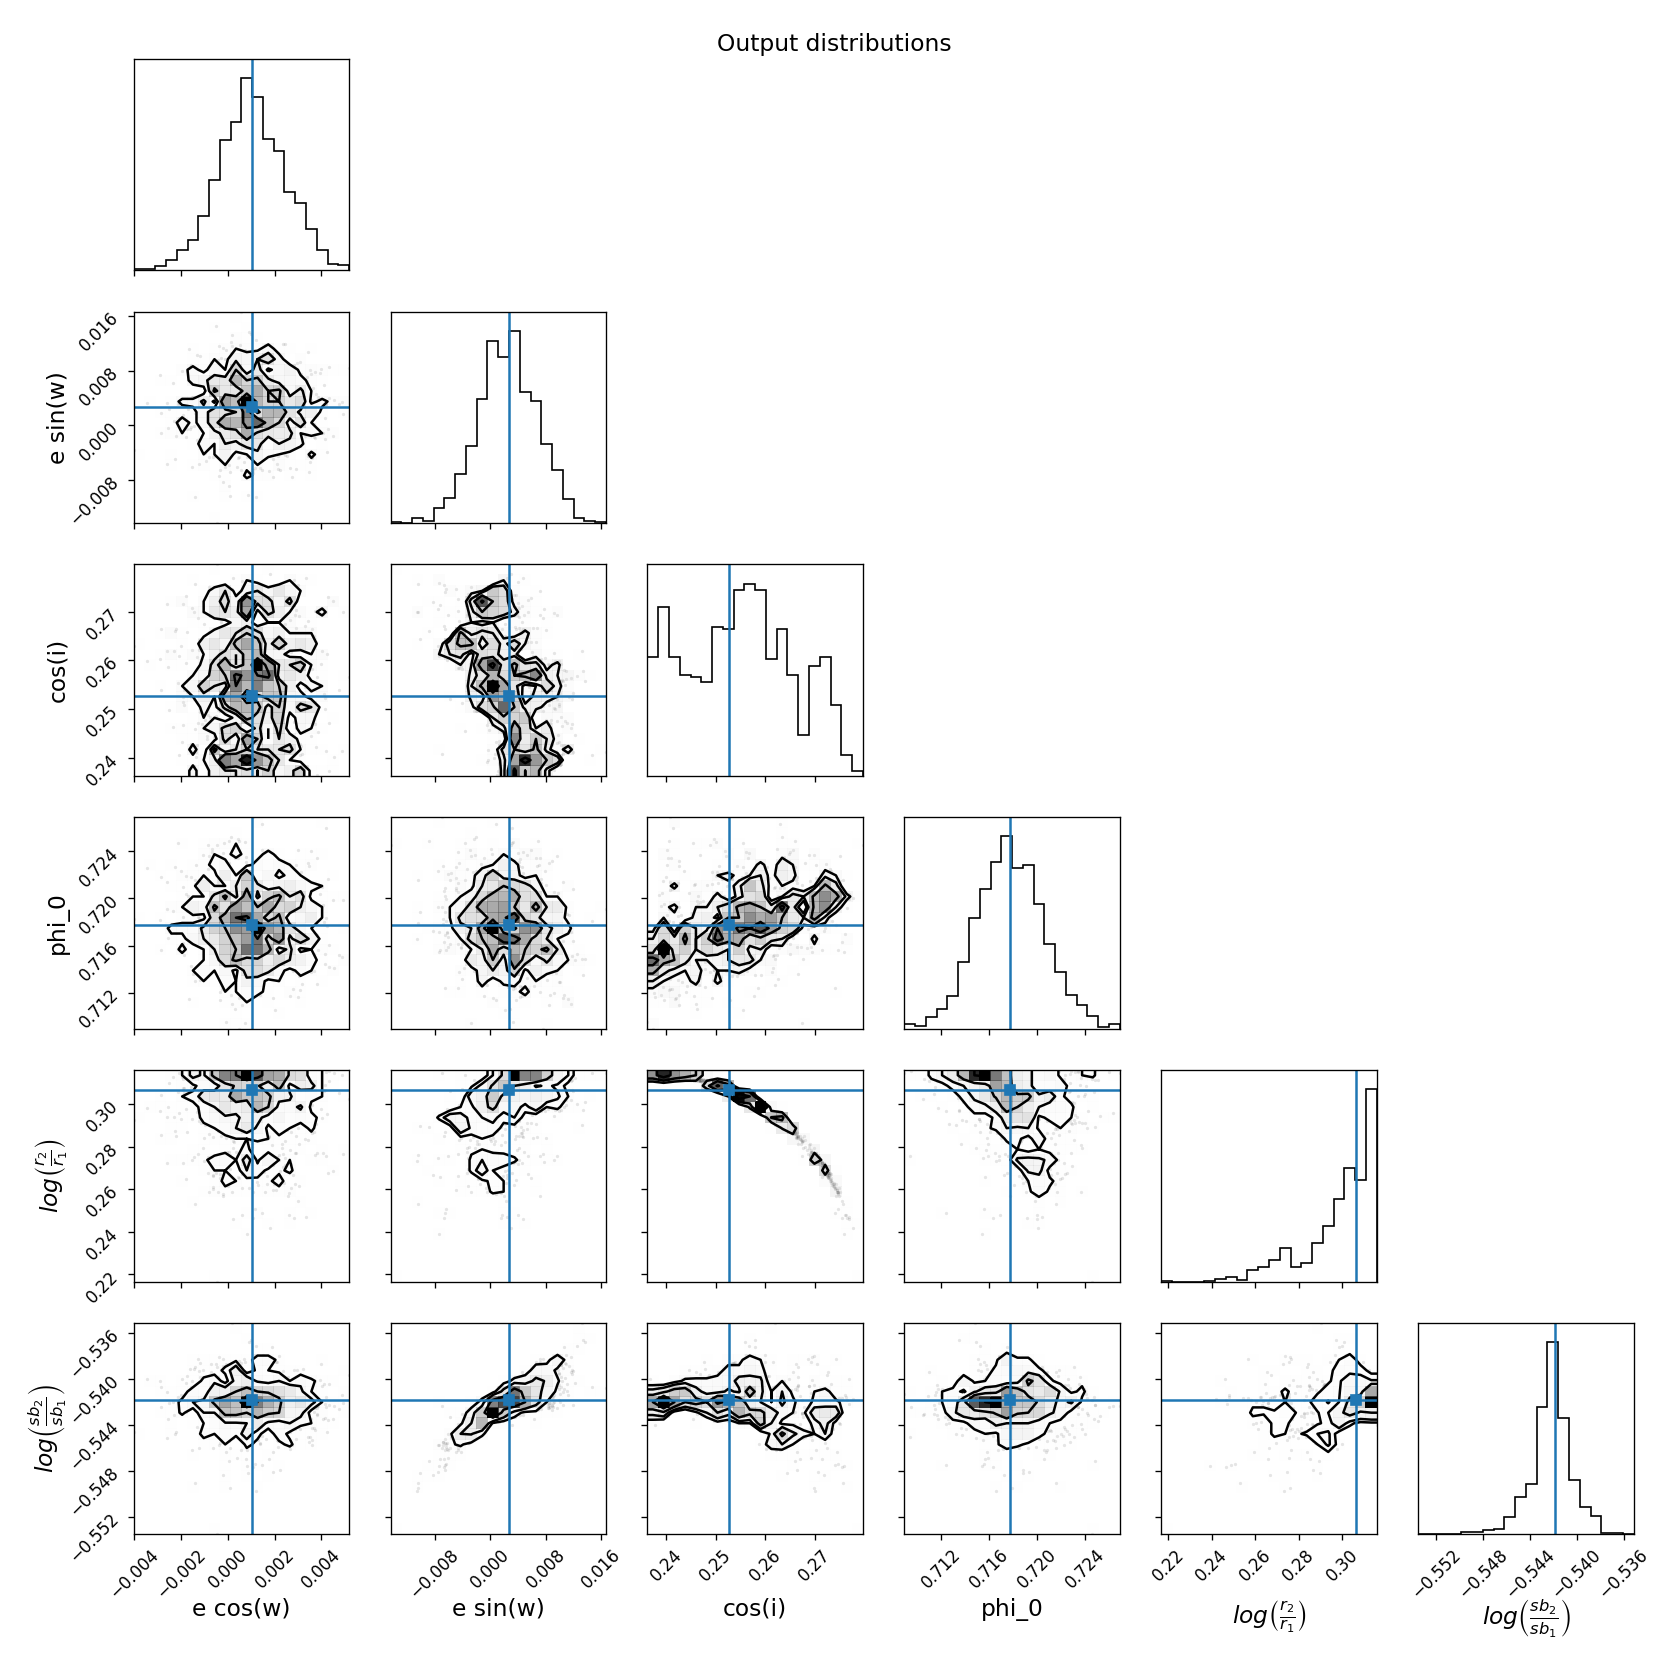 Output distributions
e sin(w)
0.016
0.008
0.000
−0.008
cos(i)
0.27
0.26
0.25
0.24
phi_0
0.724
0.720
0.716
0.712
log(r₂/r₁)
0.30
0.28
0.26
0.24
0.22
log(sb₂/sb₁)
−0.536
−0.540
−0.544
−0.548
−0.552
−0.004 −0.002 0.000 0.002 0.004
e cos(w)
−0.008 0.000 0.008 0.016
e sin(w)
0.24 0.25 0.26 0.27
cos(i)
0.712 0.716 0.720 0.724
phi_0
0.22 0.24 0.26 0.28 0.30
log(r₂/r₁)
−0.552 −0.548 −0.544 −0.540 −0.536
log(sb₂/sb₁)